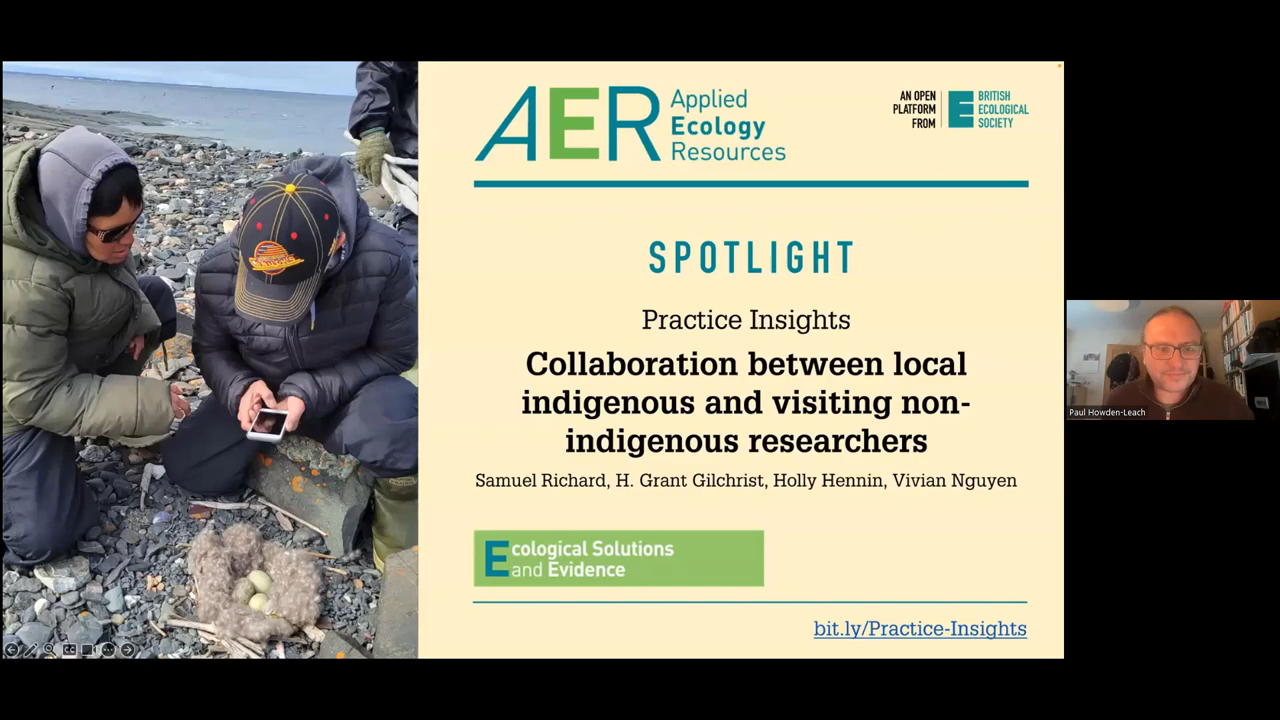 AER Applied
Ecology
Resources
AN OPEN
PLATFORM
FROM
BRITISH
ECOLOGICAL
SOCIETY
SPOTLIGHT
Practice Insights
Collaboration between local
indigenous and visiting non-
indigenous researchers
Samuel Richard, H. Grant Gilchrist, Holly Hennin, Vivian Nguyen
Ecological Solutions
and Evidence
bit.ly/Practice-Insights
Paul Howden-Leach